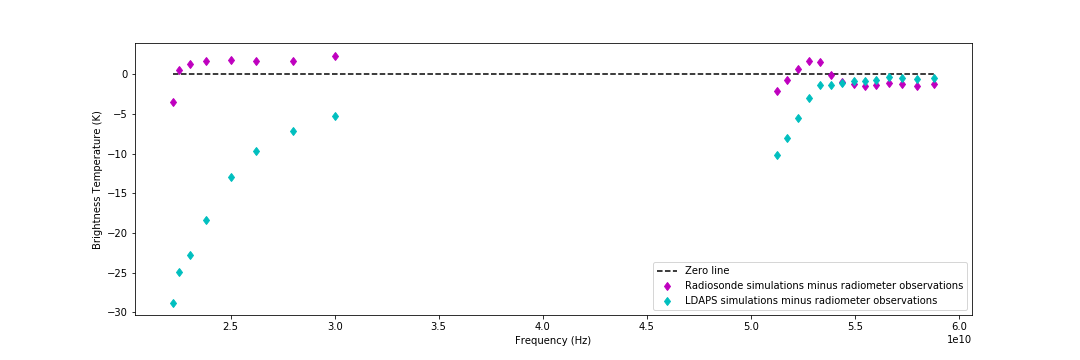 0
−5
−10
−15
−20
−25
−30
Brightness Temperature (K)
Zero line
Radiosonde simulations minus radiometer observations
LDAPS simulations minus radiometer observations
2.5 3.0 3.5 4.0 4.5 5.0 5.5 6.0
Frequency (Hz)
1e10